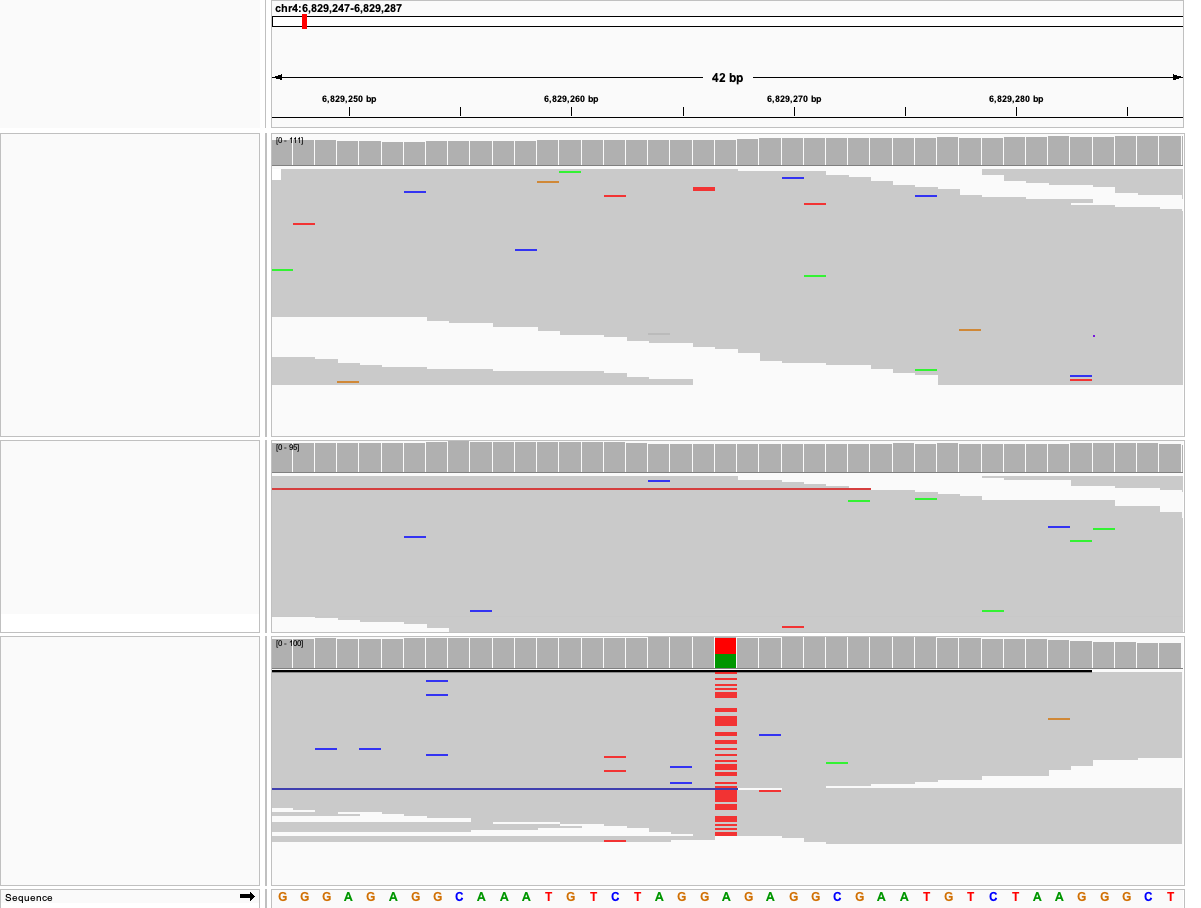 chr4:6,829,247-6,829,287
42 bp
6,829,250 bp 6,829,260 bp 6,829,270 bp 6,829,280 bp
[0 - 111]
[0 - 95]
[0 - 100]
Sequence G G G A G A G G C A A A T G T C T A G G A G A G G C G A A T G T C T A A G G G C T